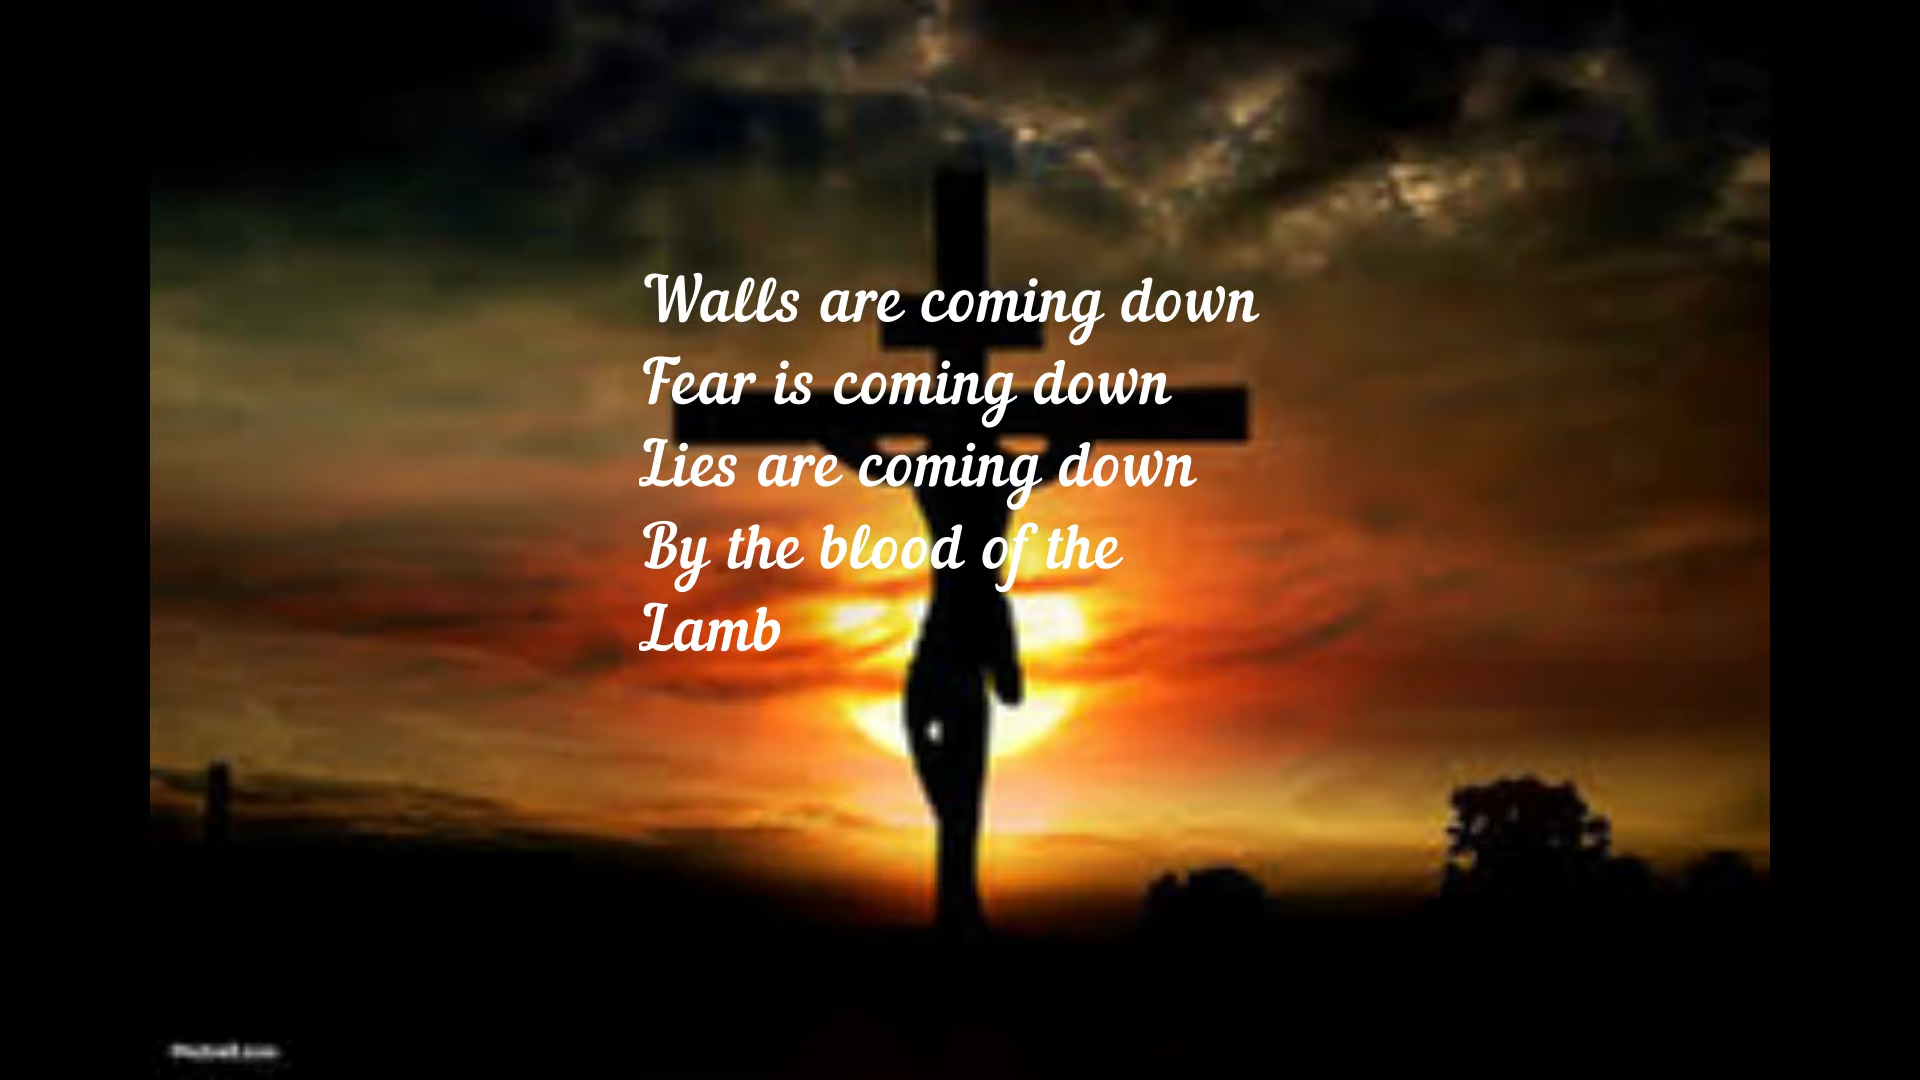 Walls are coming down
Fear is coming down
Lies are coming down
By the blood of the
Lamb